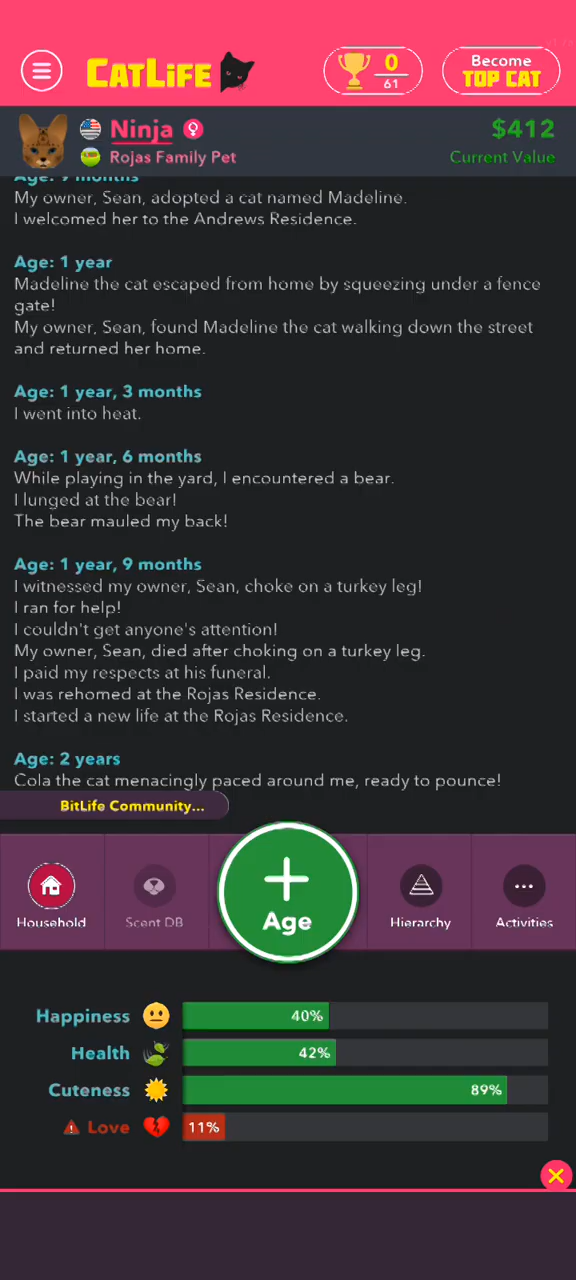 CATLIFE
0
61
Become
TOP CAT
Ninja
$412
Rojas Family Pet
Current Value
Age: 9 months
My owner, Sean, adopted a cat named Madeline.
I welcomed her to the Andrews Residence.
Age: 1 year
Madeline the cat escaped from home by squeezing under a fence
gate!
My owner, Sean, found Madeline the cat walking down the street
and returned her home.
Age: 1 year, 3 months
I went into heat.
Age: 1 year, 6 months
While playing in the yard, I encountered a bear.
I lunged at the bear!
The bear mauled my back!
Age: 1 year, 9 months
I witnessed my owner, Sean, choke on a turkey leg!
I ran for help!
I couldn't get anyone's attention!
My owner, Sean, died after choking on a turkey leg.
I paid my respects at his funeral.
I was rehomed at the Rojas Residence.
I started a new life at the Rojas Residence.
Age: 2 years
Cola the cat menacingly paced around me, ready to pounce!
BitLife Community...
Household
Scent DB
Age
Hierarchy
Activities
Happiness
40%
Health
42%
Cuteness
89%
Love
11%